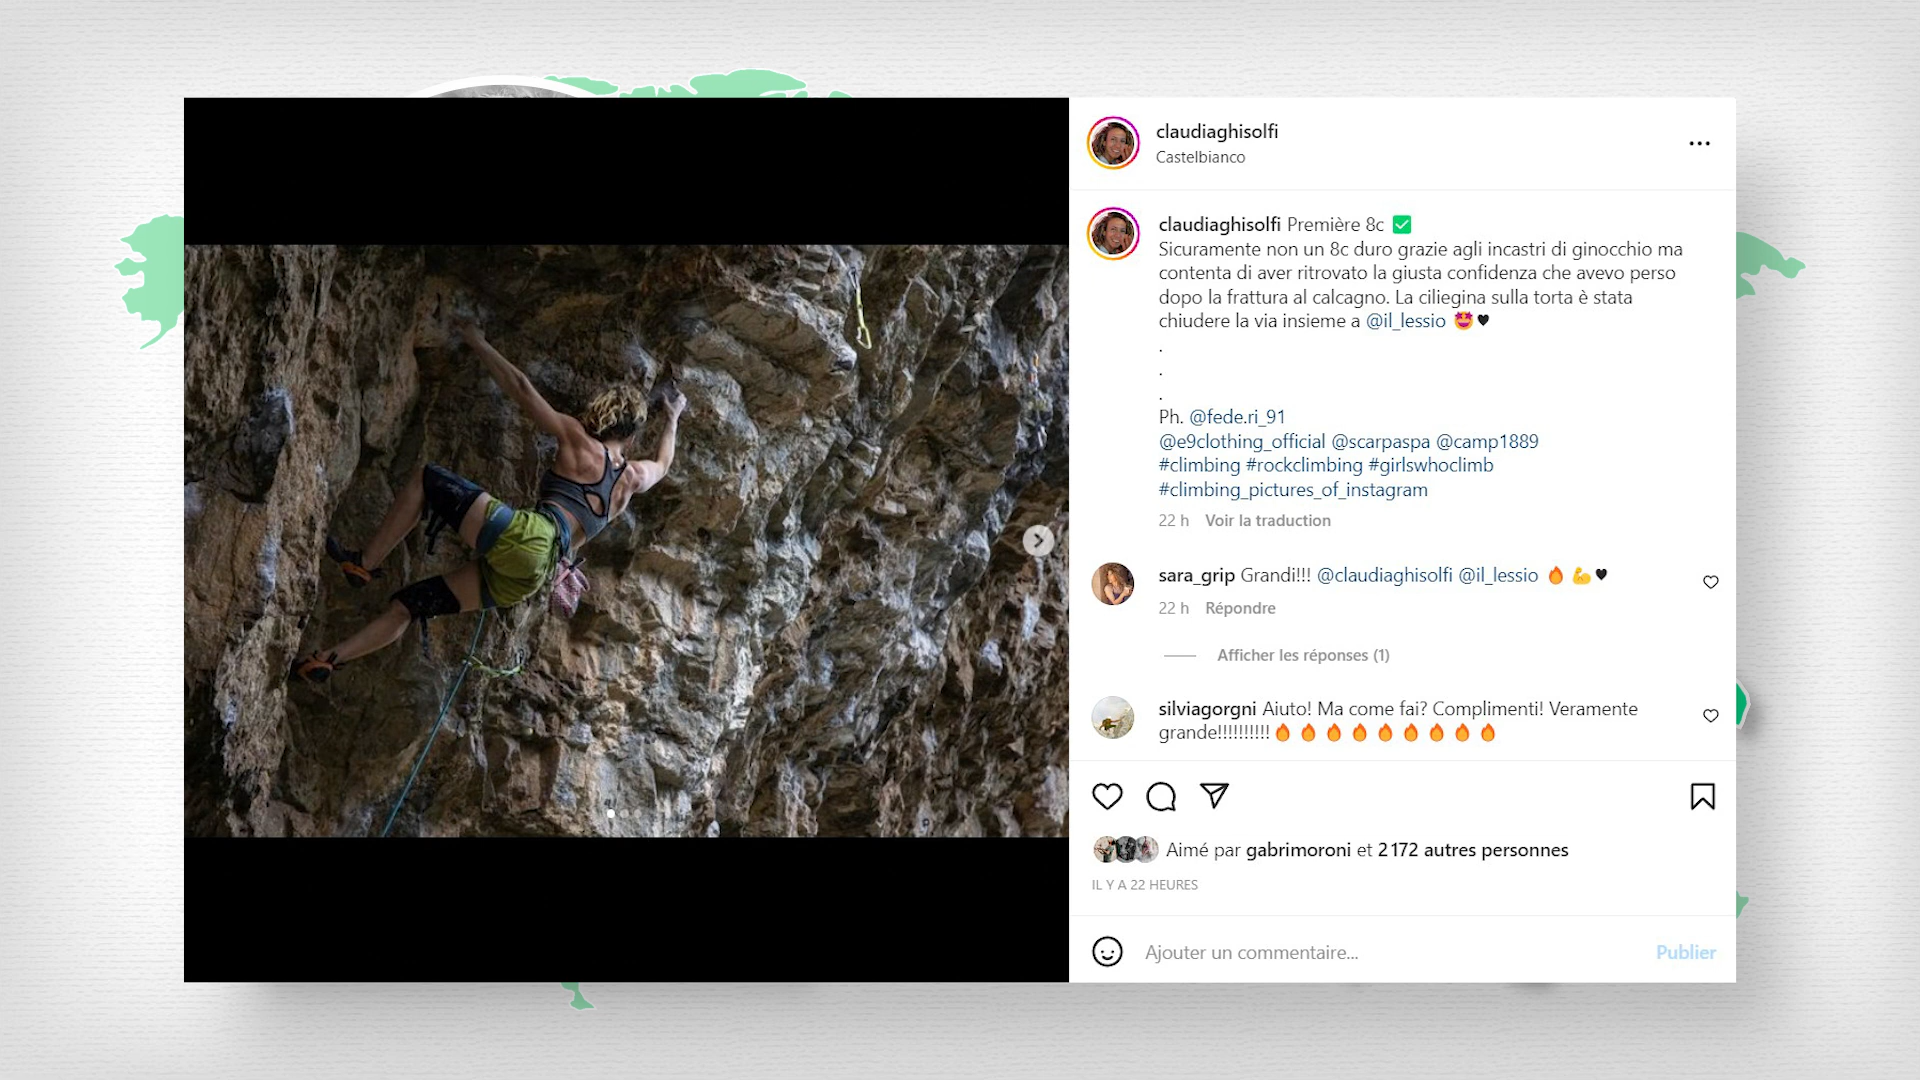 claudiaghisolfi
Castelbianco
claudiaghisolfi Première 8c ✅
Sicuramente non un 8c duro grazie agli incastri di ginocchio ma
contenta di aver ritrovato la giusta confidenza che avevo perso
dopo la frattura al calcagno. La ciliegina sulla torta è stata
chiudere la via insieme a @il_lessio 🤩♥
.
.
.
Ph. @fede.ri_91
@e9clothing_official @scarpaspa @camp1889
#climbing #rockclimbing #girlswhoclimb
#climbing_pictures_of_instagram
22 h Voir la traduction
sara_grip Grandi!!! @claudiaghisolfi @il_lessio 🔥 💪♥
22 h Répondre
Afficher les réponses (1)
silviagorgni Aiuto! Ma come fai? Complimenti! Veramente
grande!!!!!!!!!!🔥🔥🔥🔥🔥🔥🔥🔥🔥
Aimé par gabrimoroni et 2 172 autres personnes
IL Y A 22 HEURES
Ajouter un commentaire...
Publier